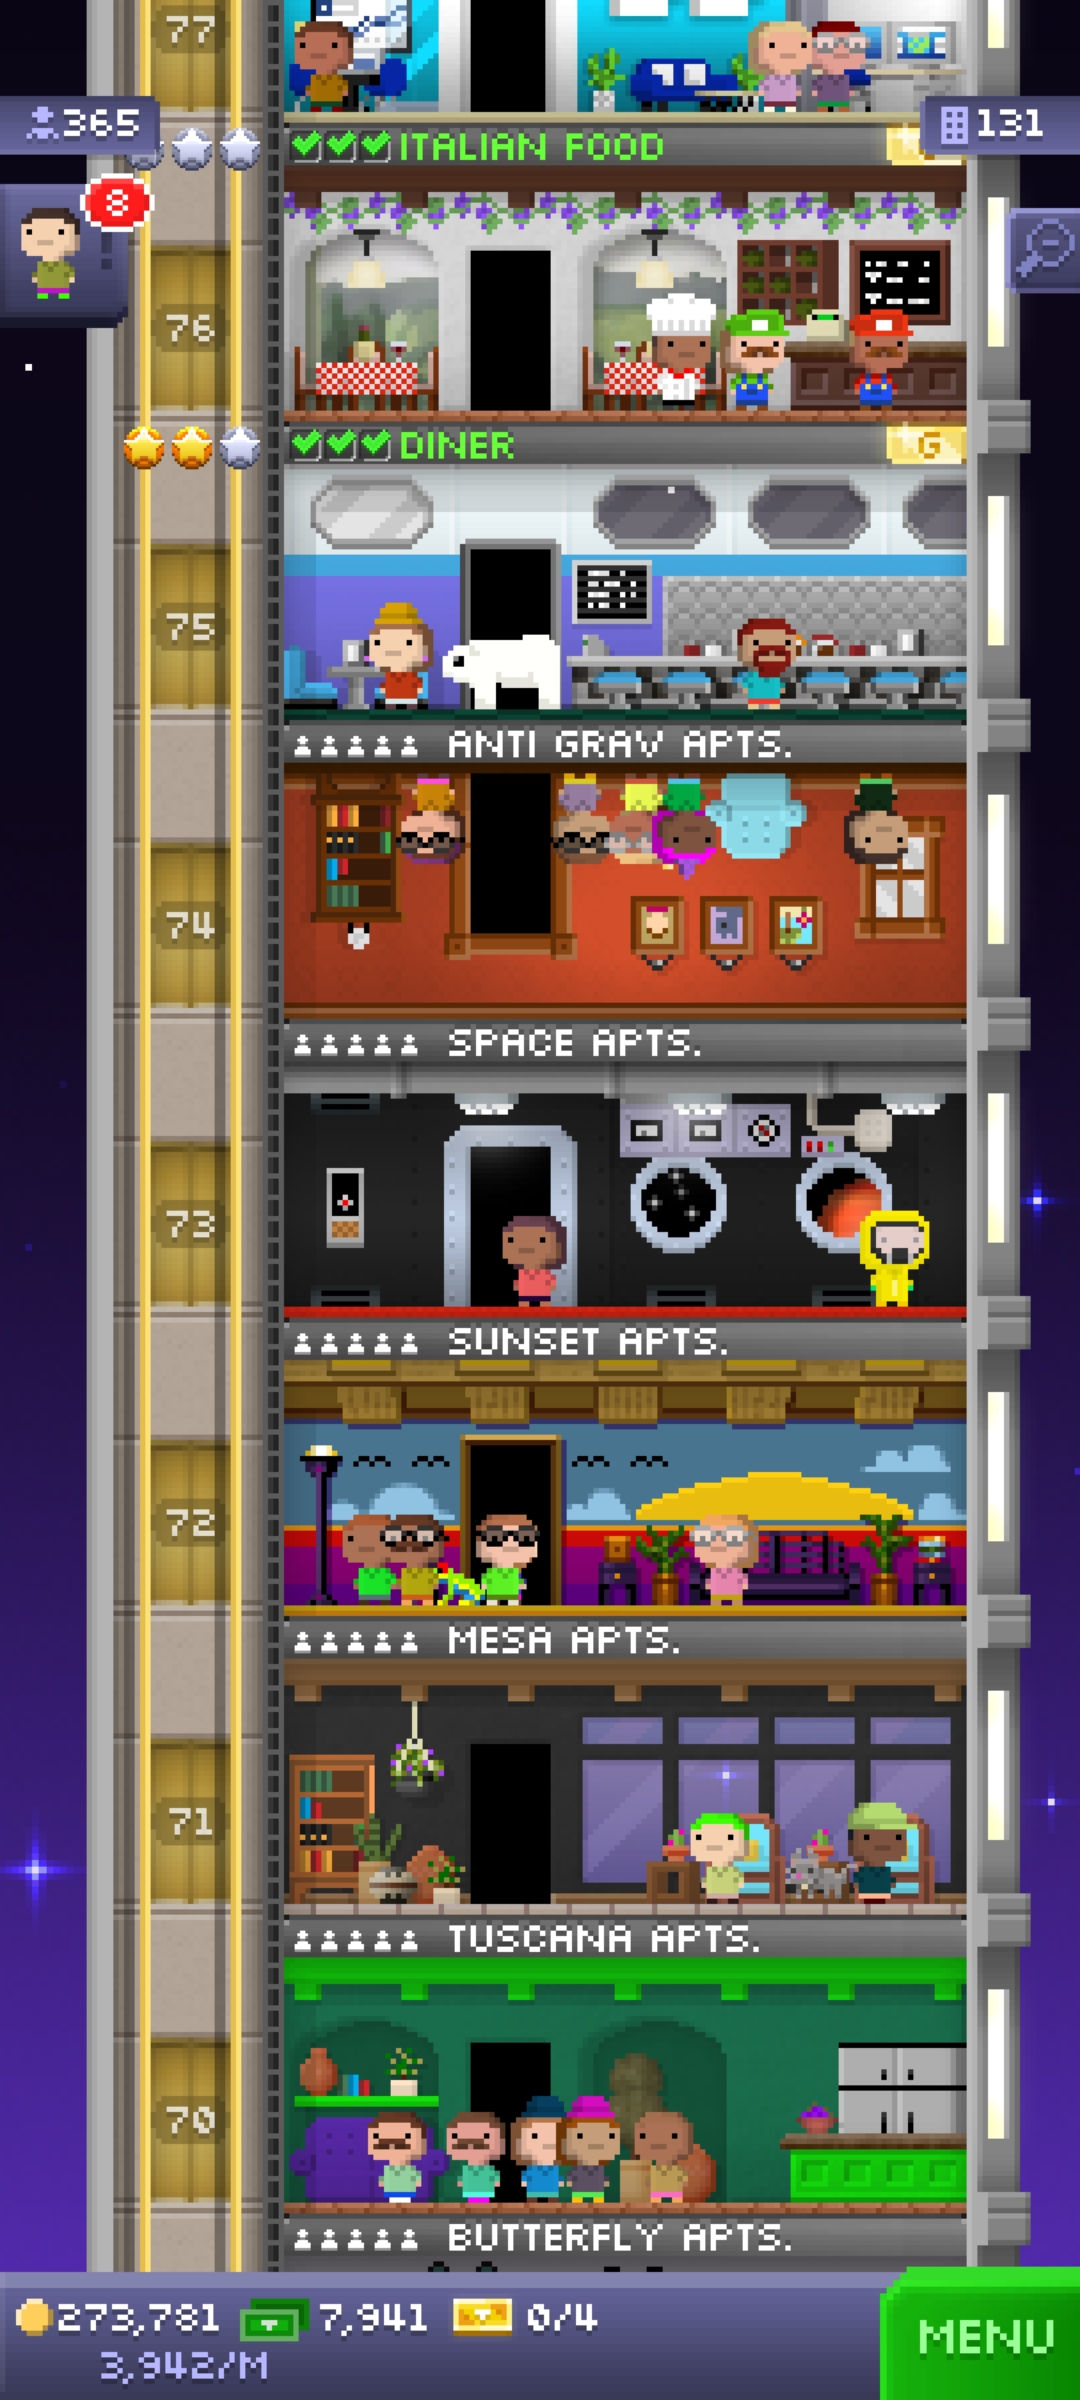 77
365
131
ITALIAN FOOD
8
76
DINER
G
75
ANTI GRAV APTS.
74
SPACE APTS.
73
SUNSET APTS.
72
MESA APTS.
71
TUSCANA APTS.
70
BUTTERFLY APTS.
273,781 7,941 0/4
3,942/M
MENU